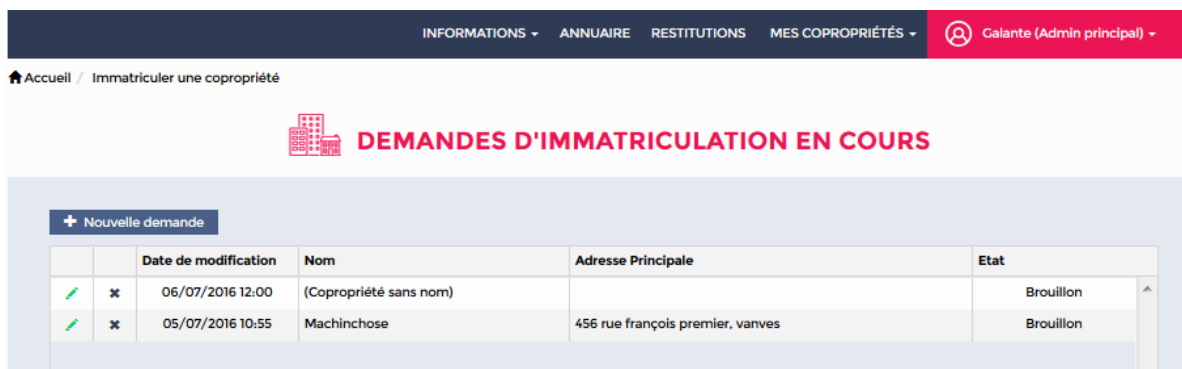 INFORMATIONS ANNUAIRE RESTITUTIONS MES COPROPRIÉTÉS Galante (Admin principal)
Accueil / Immatriculer une copropriété
DEMANDES D'IMMATRICULATION EN COURS
+ Nouvelle demande
Date de modification Nom Adresse Principale Etat
06/07/2016 12:00 (Copropriété sans nom) Brouillon
05/07/2016 10:55 Machinchose 456 rue françois premier, vanves Brouillon